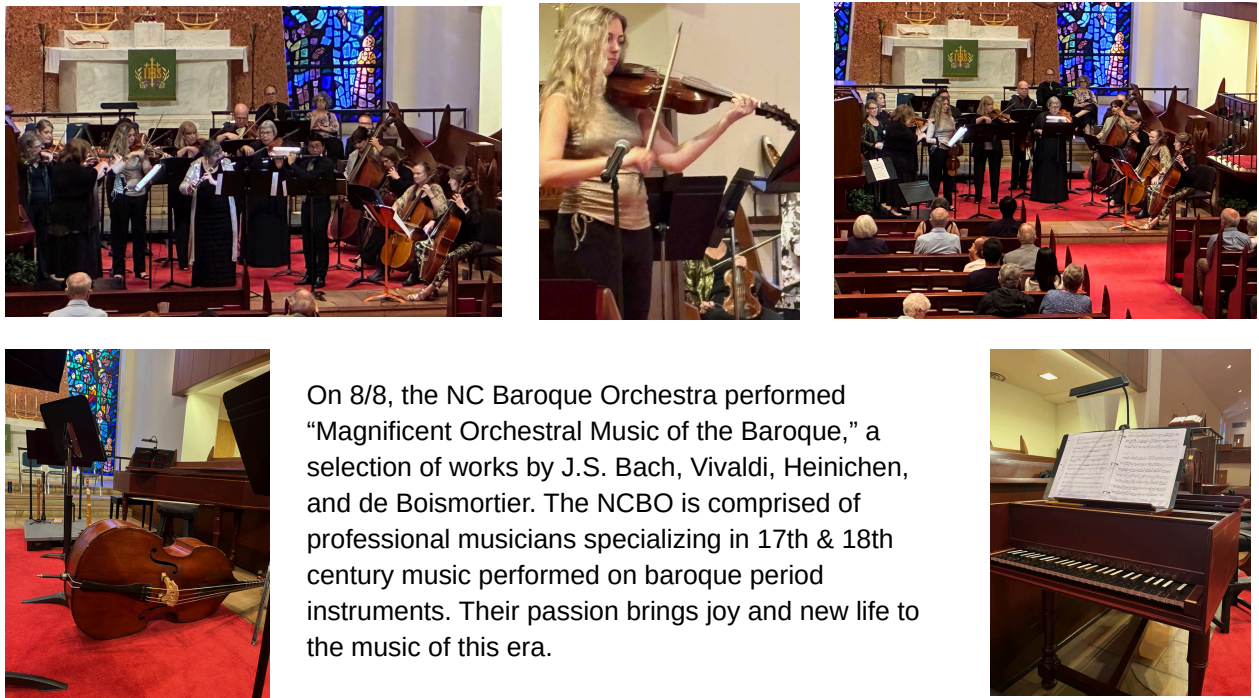 IHS
IHS
On 8/8, the NC Baroque Orchestra performed
“Magnificent Orchestral Music of the Baroque,” a
selection of works by J.S. Bach, Vivaldi, Heinichen,
and de Boismortier. The NCBO is comprised of
professional musicians specializing in 17th & 18th
century music performed on baroque period
instruments. Their passion brings joy and new life to
the music of this era.